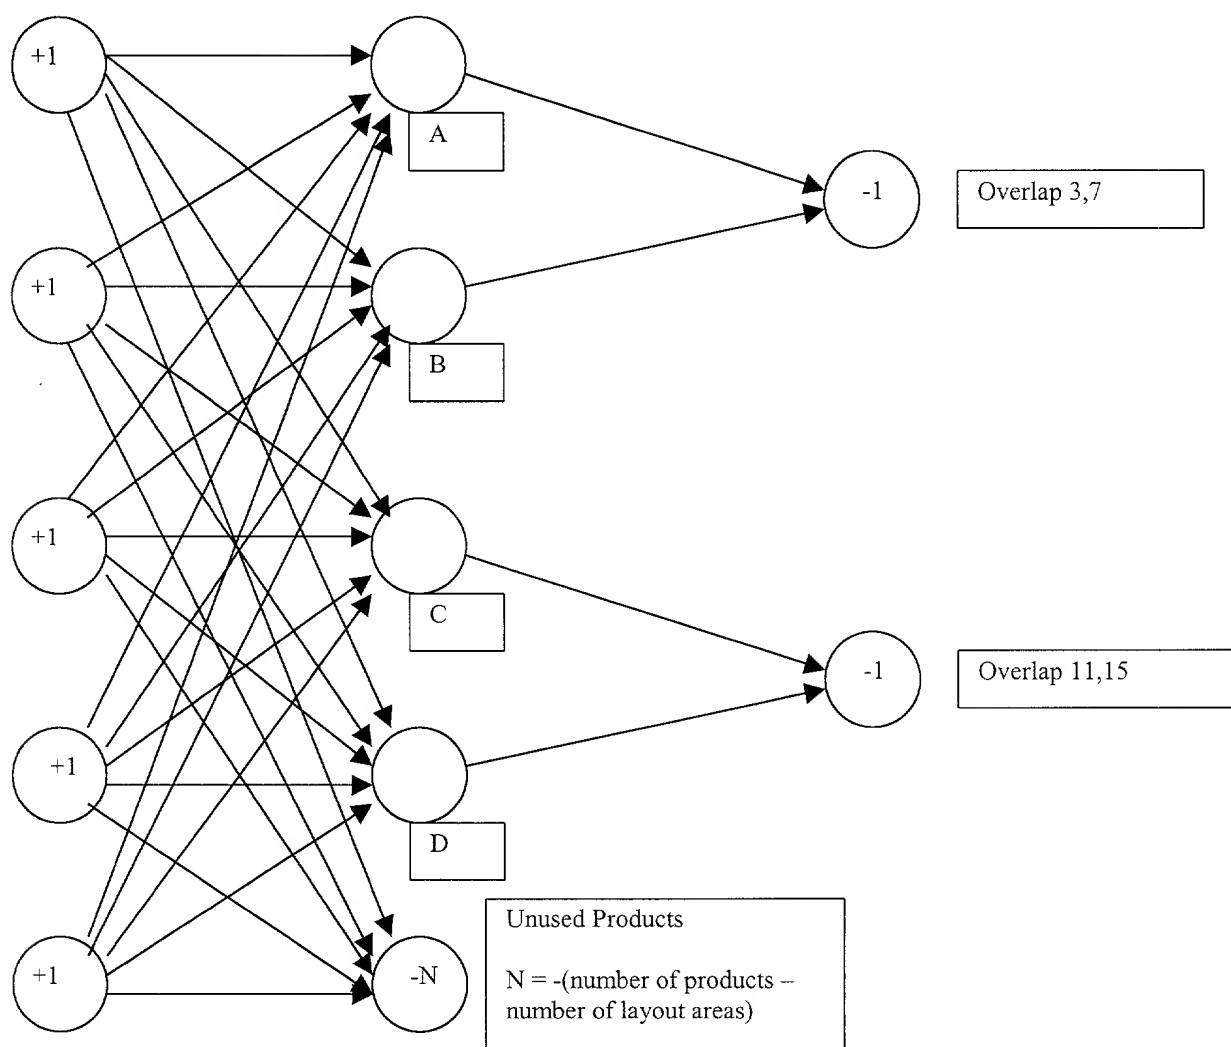 +1
A
-1
Overlap 3,7
+1
B
+1
C
-1
Overlap 11,15
+1
D
+1
-N
Unused Products
N = -(number of products –
number of layout areas)